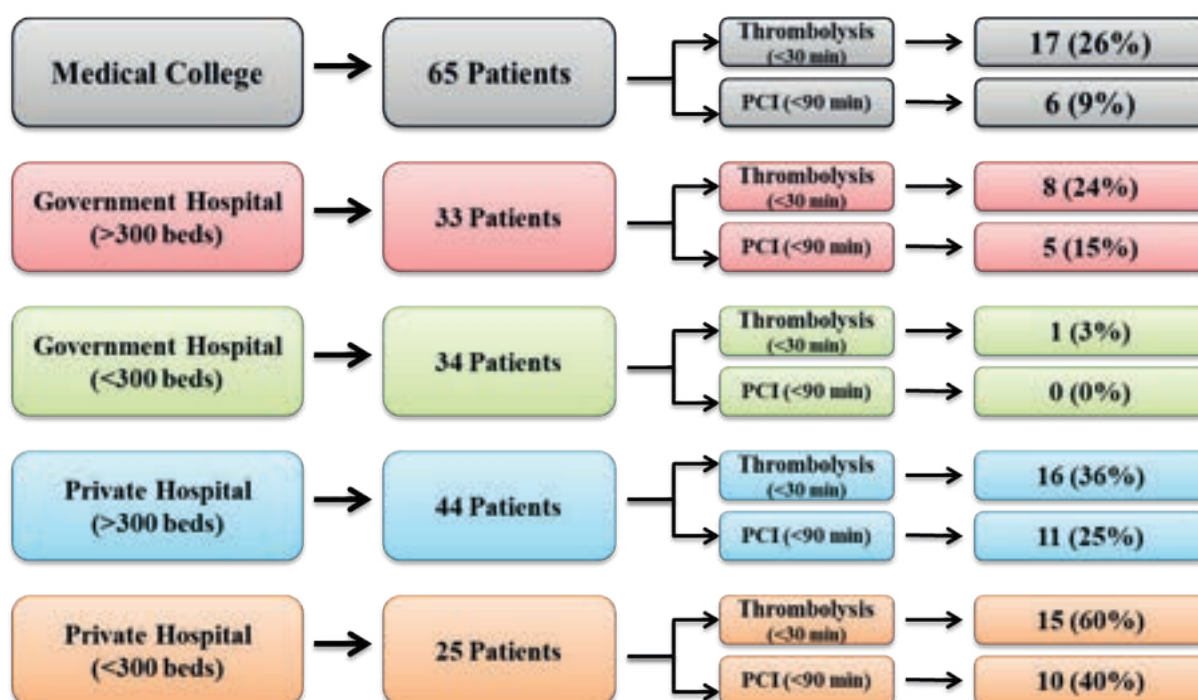 Medical College
65 Patients
Thrombolysis
(<30 min)
17 (26%)
PCI (<90 min)
6 (9%)
Government Hospital
(>300 beds)
33 Patients
Thrombolysis
(<30 min)
8 (24%)
PCI (<90 min)
5 (15%)
Government Hospital
(<300 beds)
34 Patients
Thrombolysis
(<30 min)
1 (3%)
PCI (<90 min)
0 (0%)
Private Hospital
(>300 beds)
44 Patients
Thrombolysis
(<30 min)
16 (36%)
PCI (<90 min)
11 (25%)
Private Hospital
(<300 beds)
25 Patients
Thrombolysis
(<30 min)
15 (60%)
PCI (<90 min)
10 (40%)